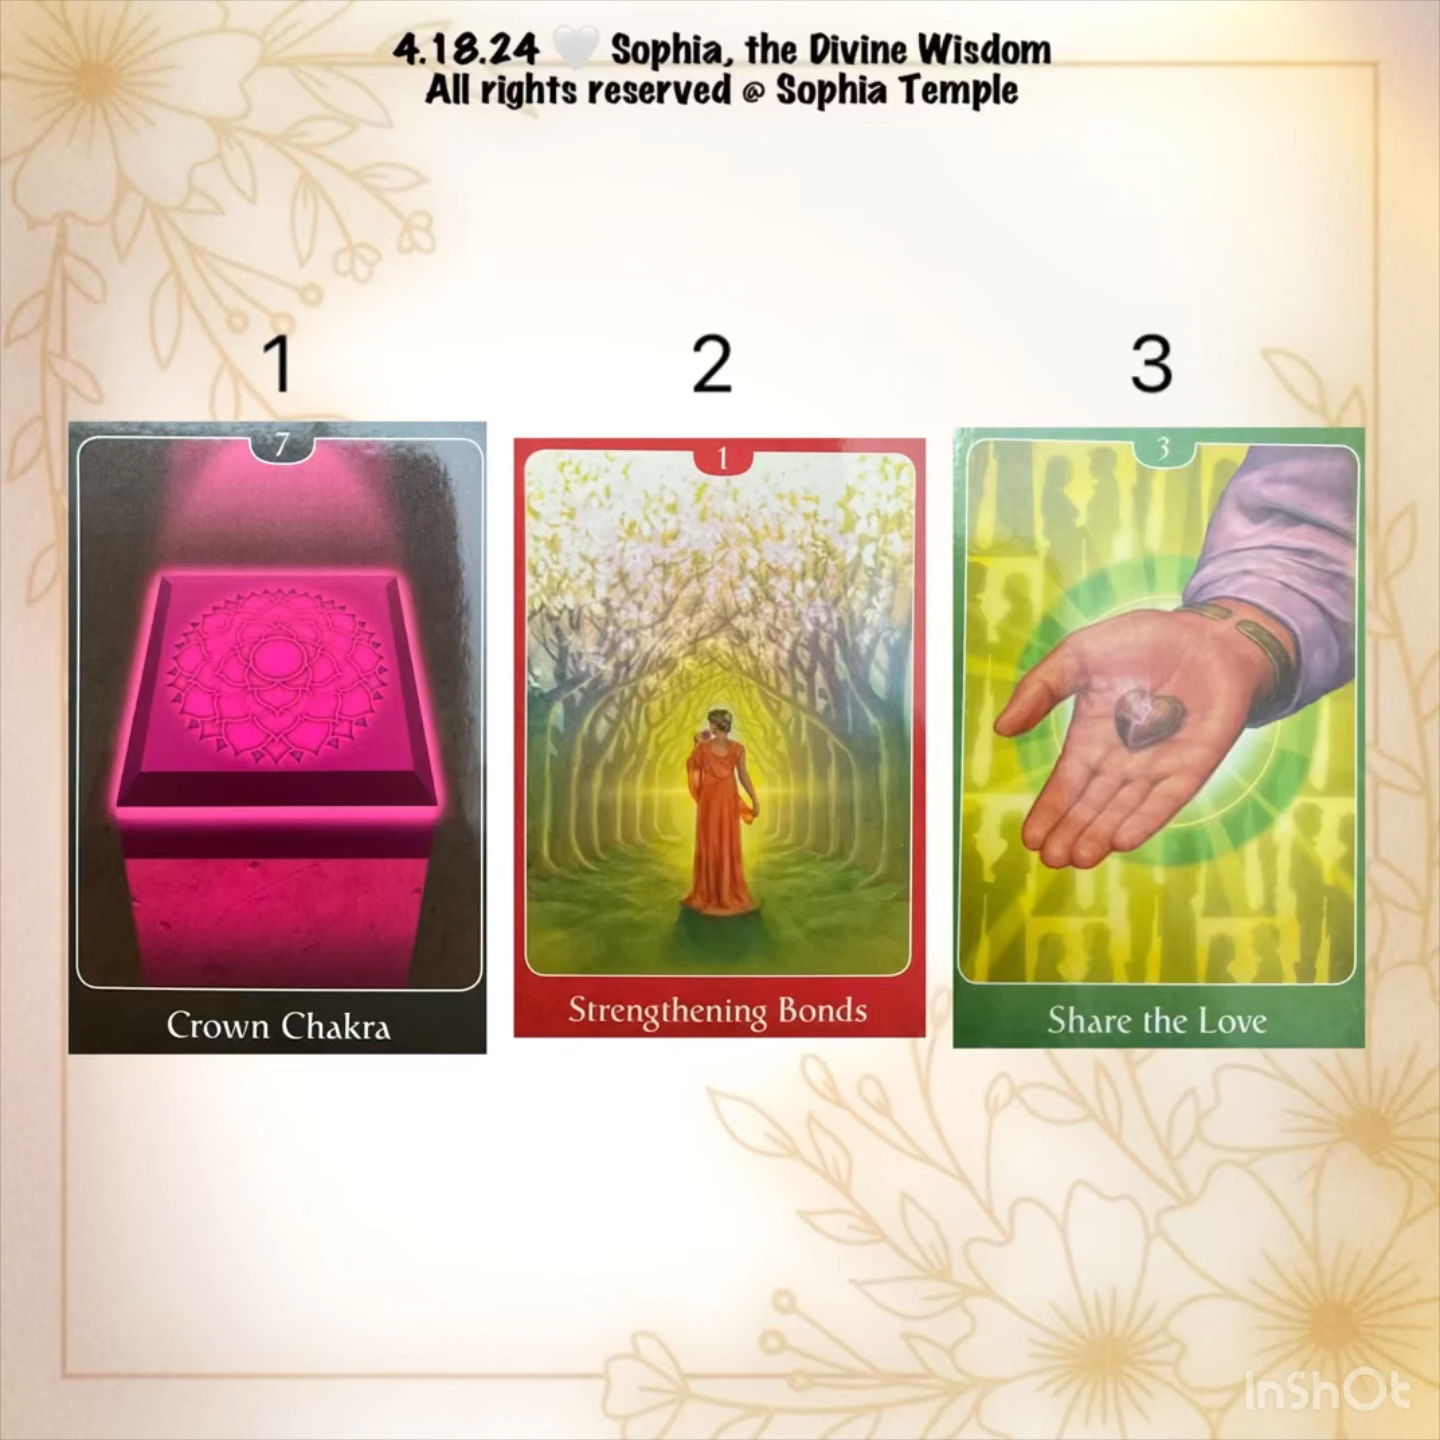 4.18.24 🤍 Sophia, the Divine Wisdom
All rights reserved @ Sophia Temple
1
2
3
7
Crown Chakra
1
Strengthening Bonds
3
Share the Love
InShOt